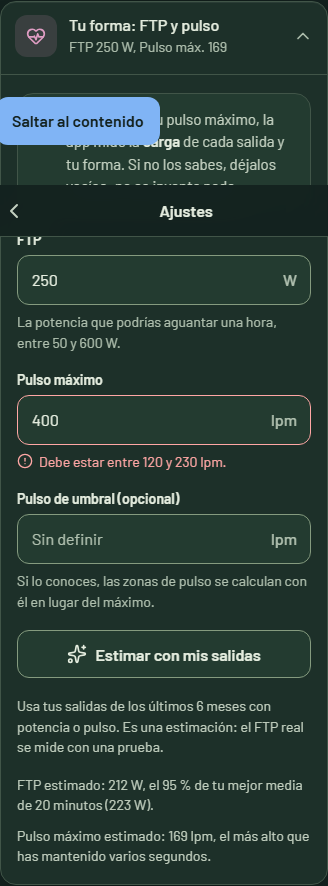 Tu forma: FTP y pulso
FTP 250 W, Pulso máx. 169
Saltar al contenido
pulso máximo, la
de cada salida y
tu forma. Si no los sabes, déjalos
Ajustes
FTP
250 W
La potencia que podrías aguantar una hora,
entre 50 y 600 W.
Pulso máximo
400 lpm
Debe estar entre 120 y 230 lpm.
Pulso de umbral (opcional)
Sin definir lpm
Si lo conoces, las zonas de pulso se calculan con
él en lugar del máximo.
Estimar con mis salidas
Usa tus salidas de los últimos 6 meses con
potencia o pulso. Es una estimación: el FTP real
se mide con una prueba.
FTP estimado: 212 W, el 95 % de tu mejor media
de 20 minutos (223 W).
Pulso máximo estimado: 169 lpm, el más alto que
has mantenido varios segundos.